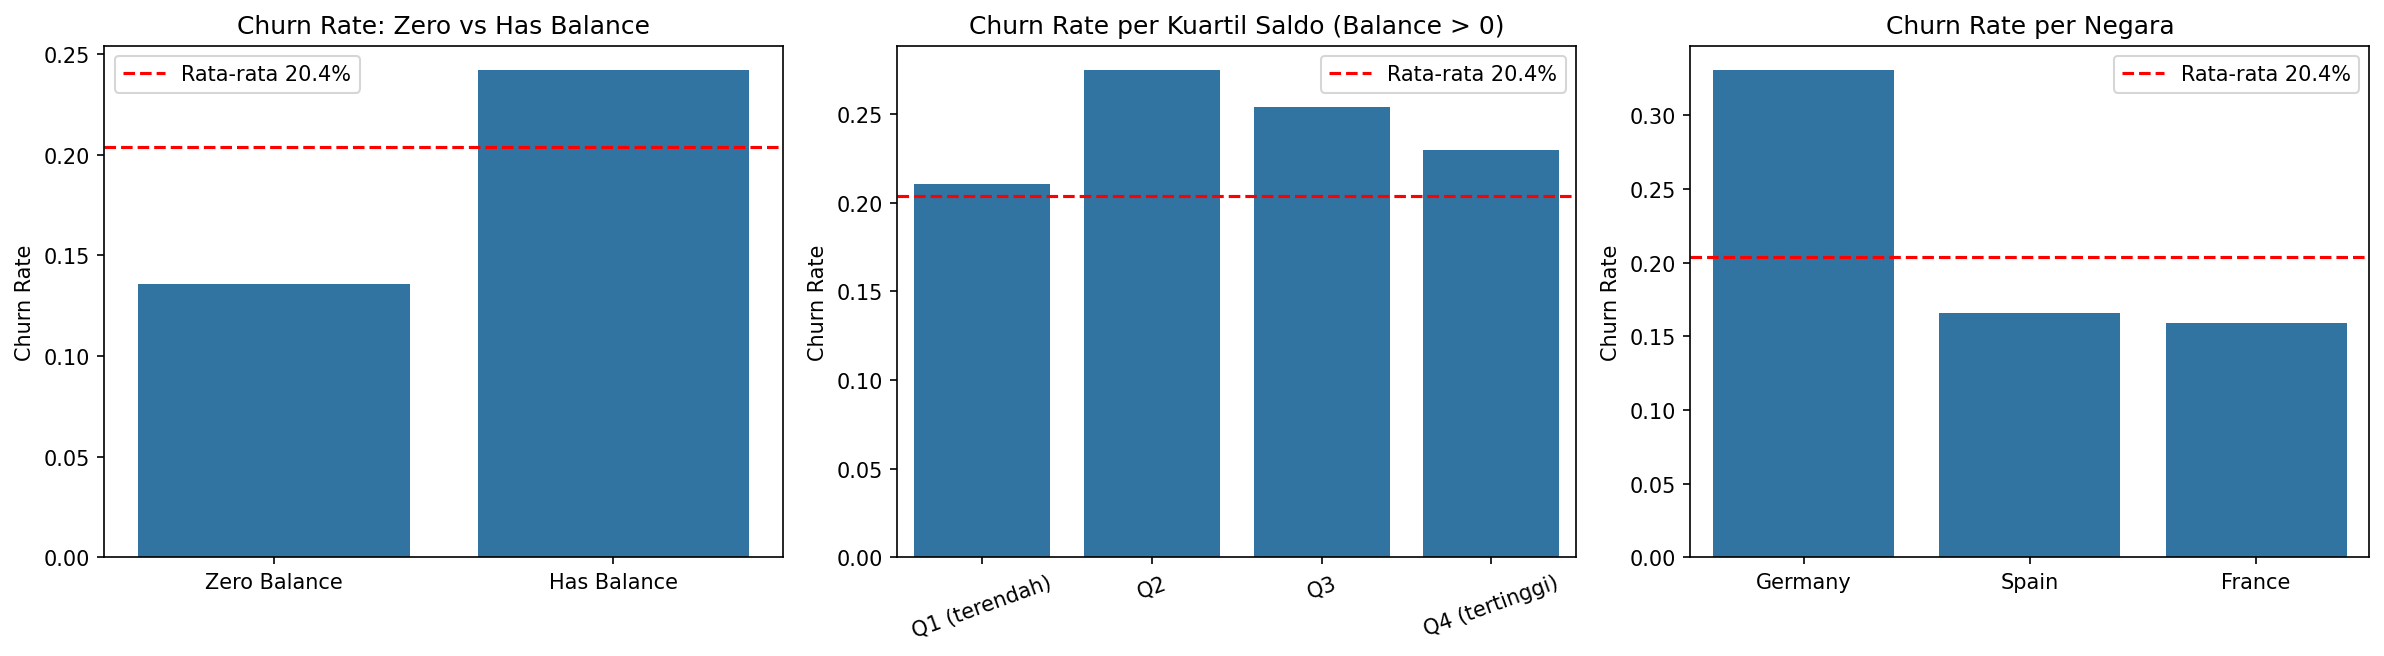 Churn Rate: Zero vs Has Balance
Rata-rata 20.4%
Churn Rate
0.25
0.20
0.15
0.10
0.05
0.00
Zero Balance
Has Balance
Churn Rate per Kuartil Saldo (Balance > 0)
Rata-rata 20.4%
Churn Rate
0.25
0.20
0.15
0.10
0.05
0.00
Q1 (terendah)
Q2
Q3
Q4 (tertinggi)
Churn Rate per Negara
Rata-rata 20.4%
Churn Rate
0.30
0.25
0.20
0.15
0.10
0.05
0.00
Germany
Spain
France